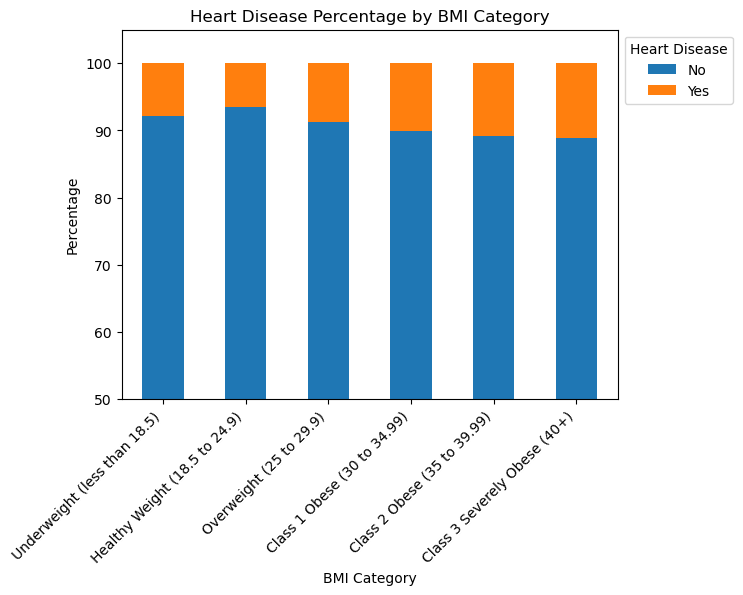 Heart Disease Percentage by BMI Category
Heart Disease
No
Yes
Percentage
100
90
80
70
60
50
Underweight (less than 18.5)
Healthy Weight (18.5 to 24.9)
Overweight (25 to 29.9)
Class 1 Obese (30 to 34.99)
Class 2 Obese (35 to 39.99)
Class 3 Severely Obese (40+)
BMI Category